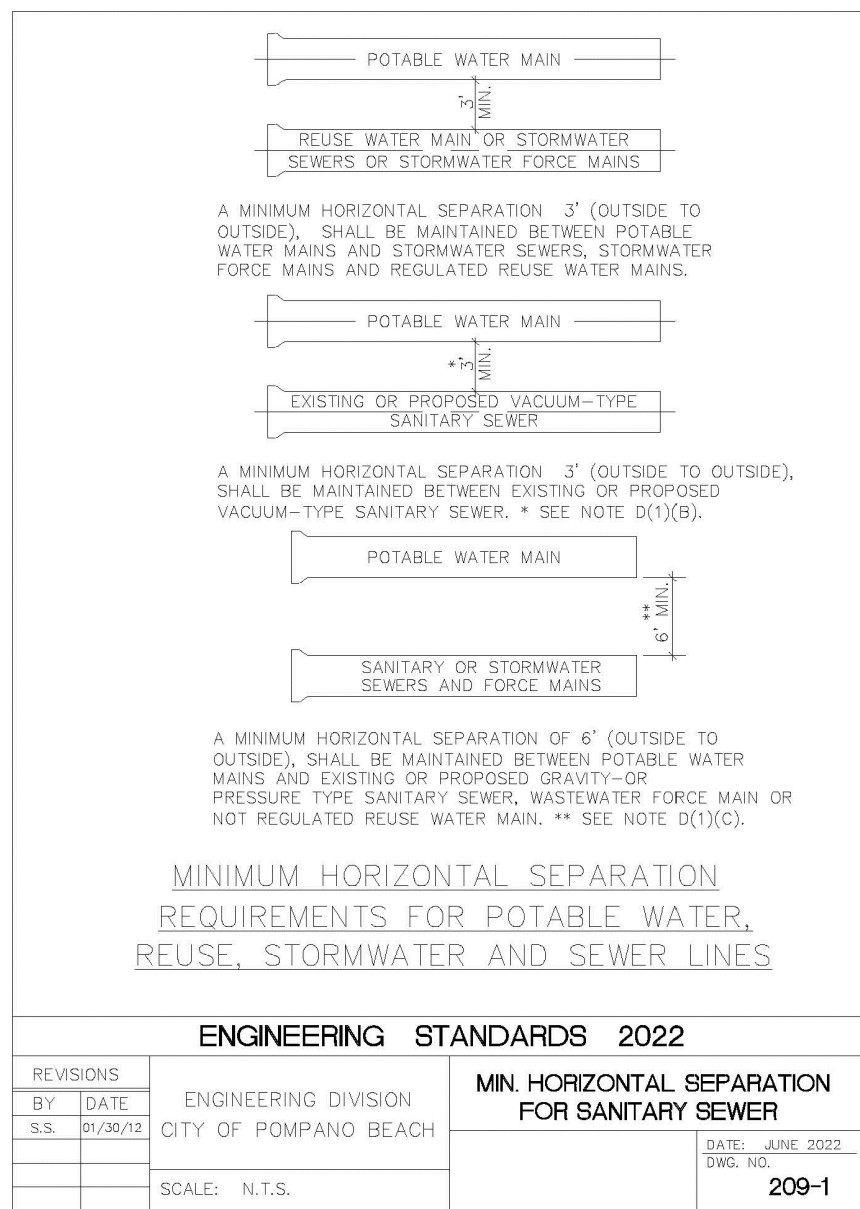 POTABLE WATER MAIN
3' MIN.
REUSE WATER MAIN OR STORMWATER
SEWERS OR STORMWATER FORCE MAINS
A MINIMUM HORIZONTAL SEPARATION 3' (OUTSIDE TO
OUTSIDE), SHALL BE MAINTAINED BETWEEN POTABLE
WATER MAINS AND STORMWATER SEWERS, STORMWATER
FORCE MAINS AND REGULATED REUSE WATER MAINS.
POTABLE WATER MAIN
* 3' MIN.
EXISTING OR PROPOSED VACUUM-TYPE
SANITARY SEWER
A MINIMUM HORIZONTAL SEPARATION 3' (OUTSIDE TO OUTSIDE),
SHALL BE MAINTAINED BETWEEN EXISTING OR PROPOSED
VACUUM-TYPE SANITARY SEWER. * SEE NOTE D(1)(B).
POTABLE WATER MAIN
6' MIN. **
SANITARY OR STORMWATER
SEWERS AND FORCE MAINS
A MINIMUM HORIZONTAL SEPARATION OF 6' (OUTSIDE TO
OUTSIDE), SHALL BE MAINTAINED BETWEEN POTABLE WATER
MAINS AND EXISTING OR PROPOSED GRAVITY-OR
PRESSURE TYPE SANITARY SEWER, WASTEWATER FORCE MAIN OR
NOT REGULATED REUSE WATER MAIN. ** SEE NOTE D(1)(C).
MINIMUM HORIZONTAL SEPARATION
REQUIREMENTS FOR POTABLE WATER,
REUSE, STORMWATER AND SEWER LINES
ENGINEERING STANDARDS 2022
REVISIONS
BY DATE
S.S. 01/30/12
ENGINEERING DIVISION
CITY OF POMPANO BEACH
SCALE: N.T.S.
MIN. HORIZONTAL SEPARATION
FOR SANITARY SEWER
DATE: JUNE 2022
DWG. NO.
209-1